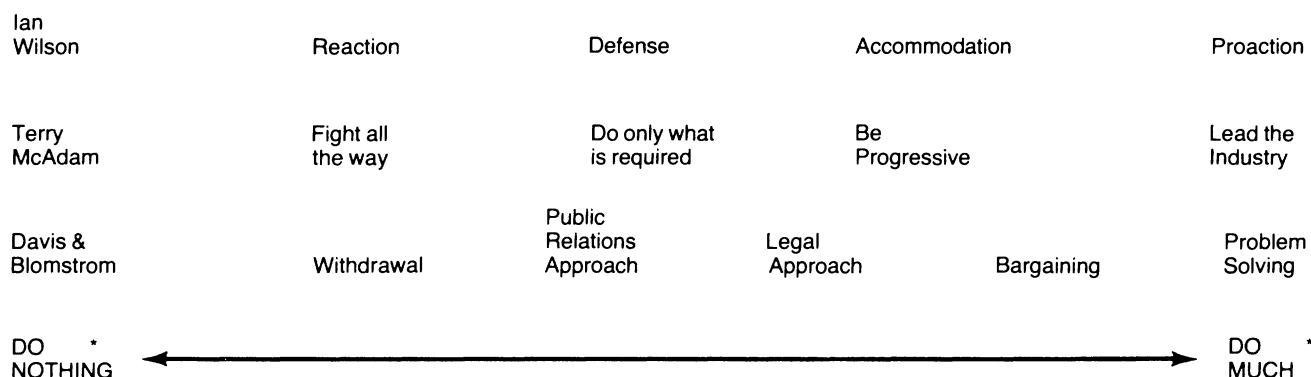 Ian
Wilson Reaction Defense Accommodation Proaction
Terry Fight all Do only what Be Lead the
McAdam the way is required Progressive Industry
Public
Davis & Relations Legal Problem
Blomstrom Withdrawal Approach Approach Bargaining Solving
DO * DO *
NOTHING MUCH